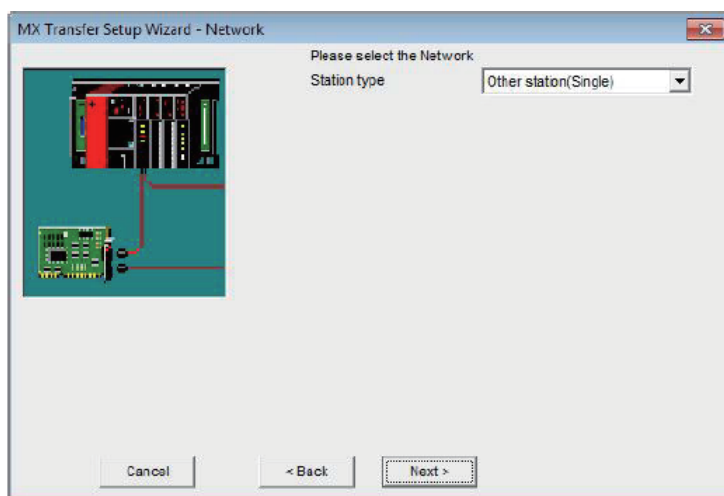 MX Transfer Setup Wizard - Network
Please select the Network
Station type Other station(Single)
Cancel < Back Next >